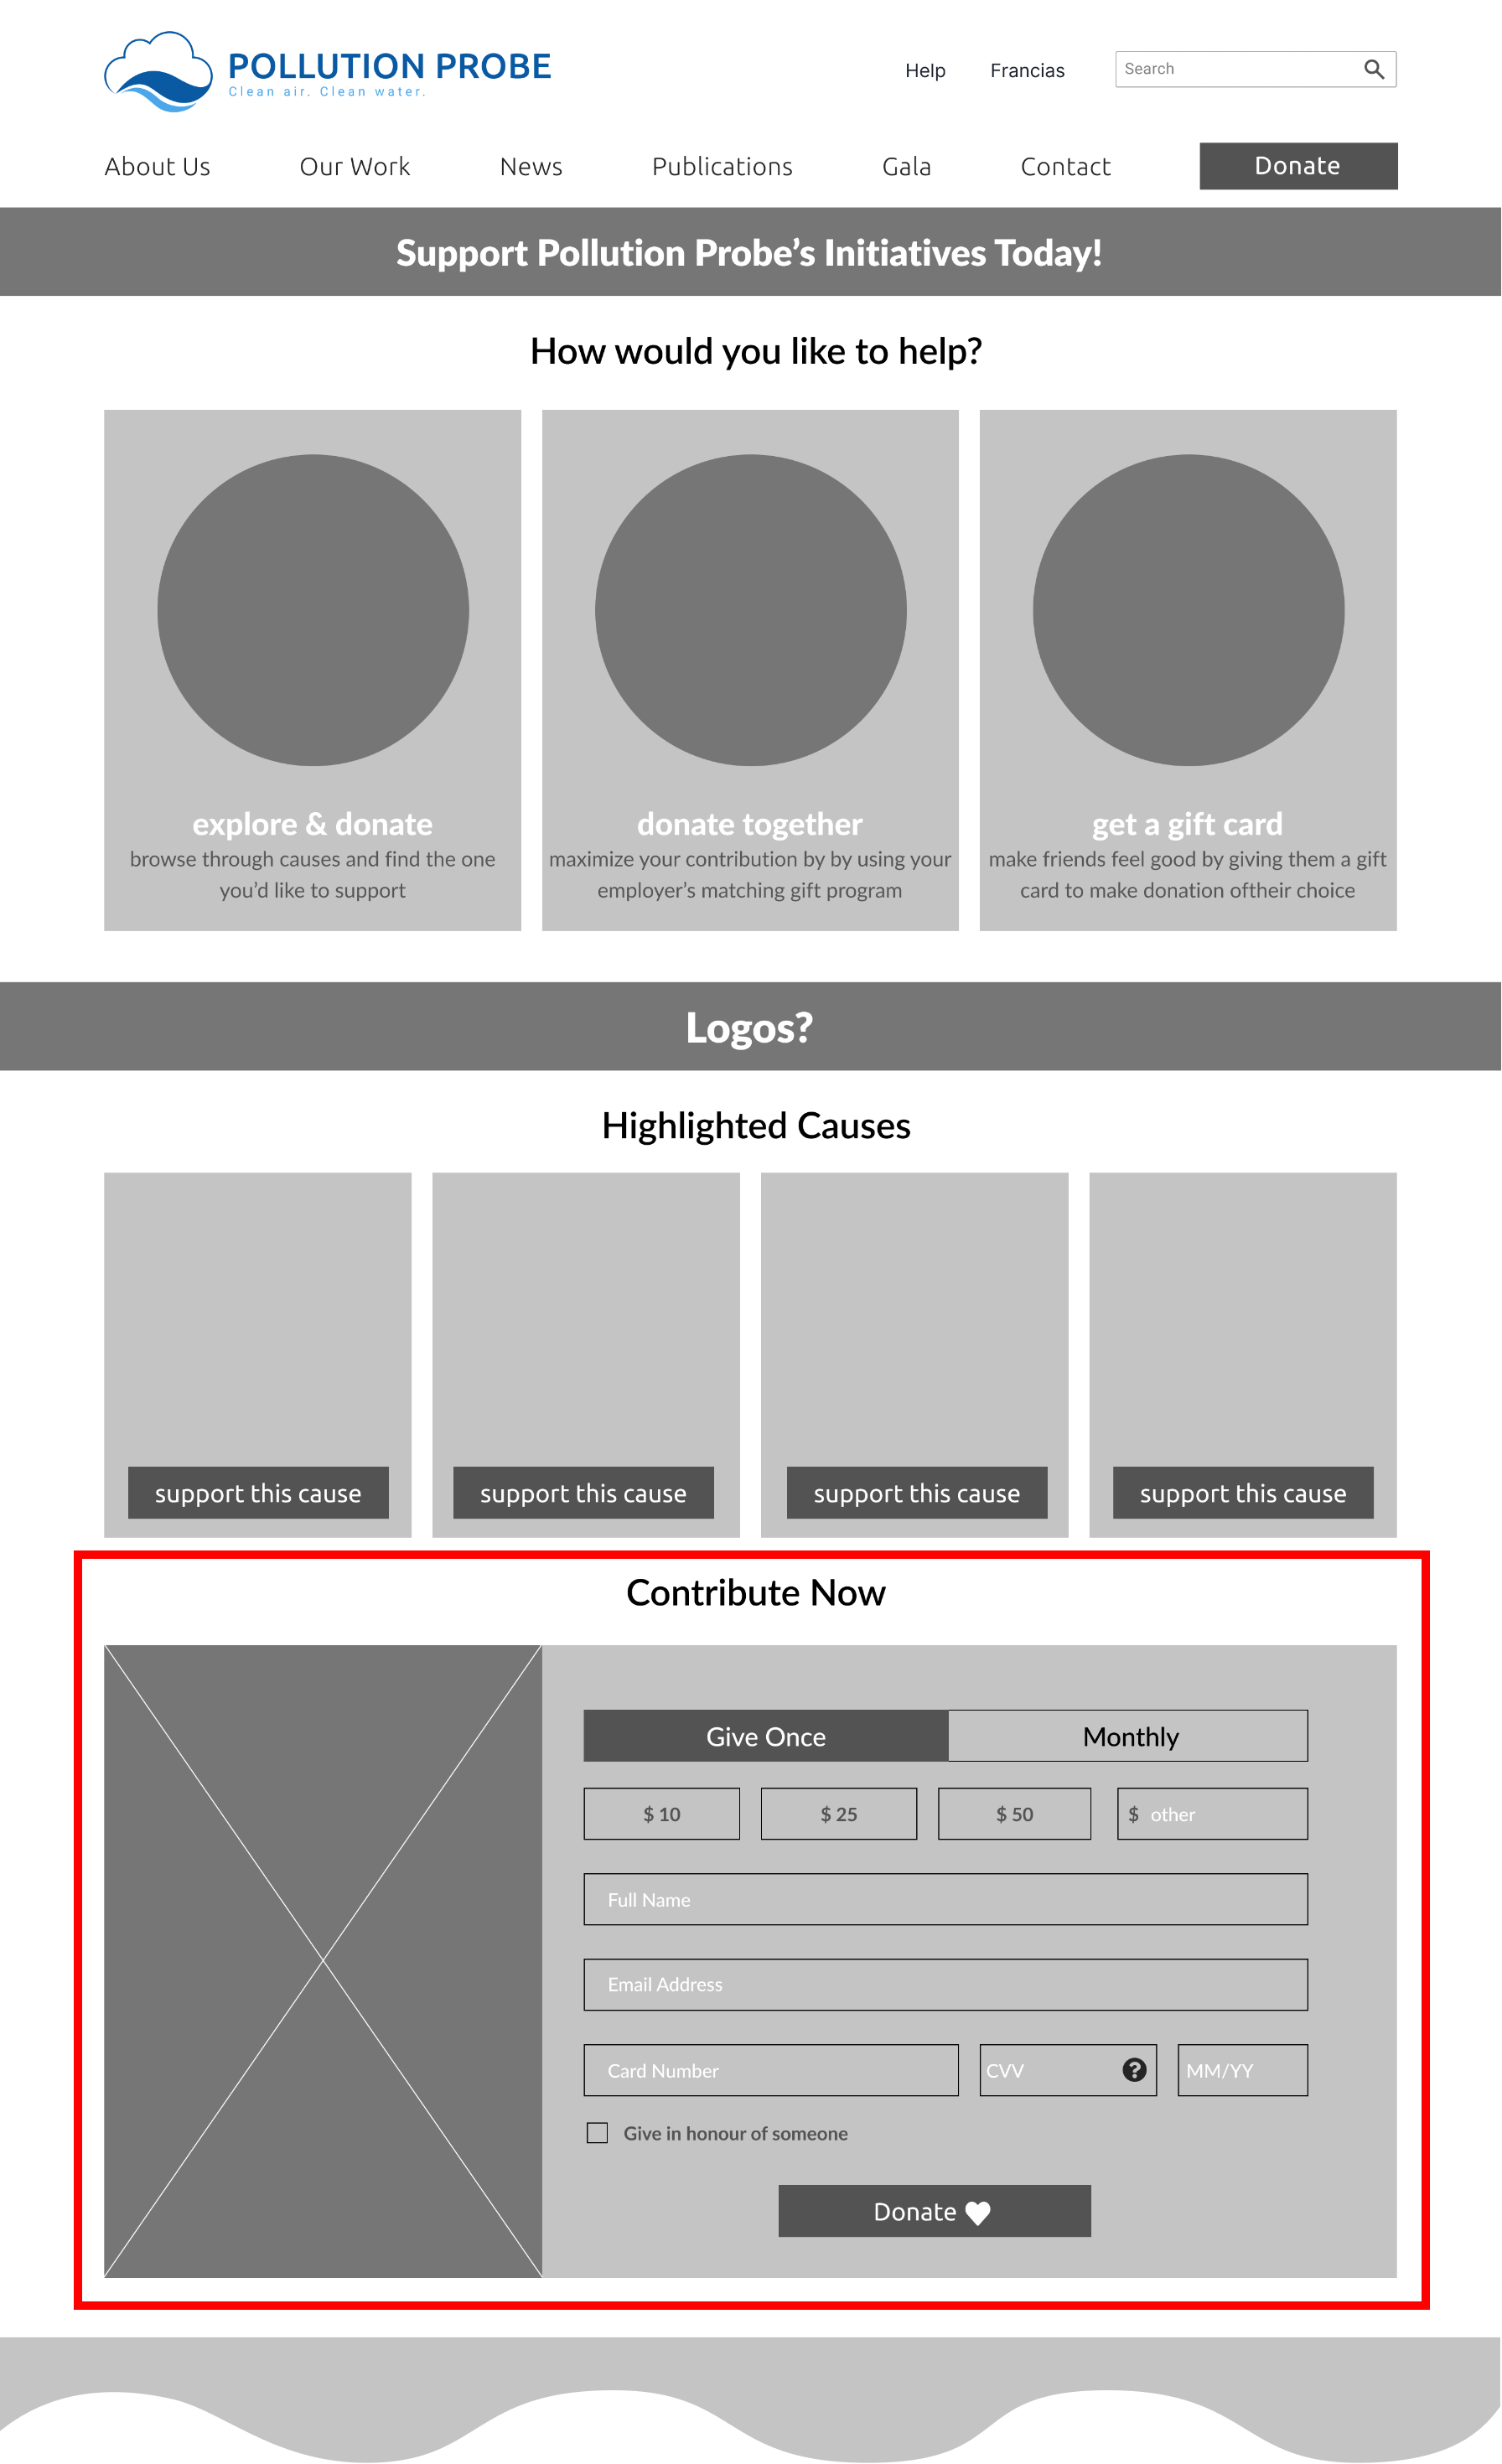 POLLUTION PROBE
Clean air. Clean water.
Help Francias Search
About Us Our Work News Publications Gala Contact Donate
Support Pollution Probe’s Initiatives Today!
How would you like to help?
explore & donate
browse through causes and find the one
you’d like to support
donate together
maximize your contribution by by using your
employer’s matching gift program
get a gift card
make friends feel good by giving them a gift
card to make donation oftheir choice
Logos?
Highlighted Causes
support this cause support this cause support this cause support this cause
Contribute Now
Give Once Monthly
$ 10 $ 25 $ 50 $ other
Full Name
Email Address
Card Number CVV ? MM/YY
Give in honour of someone
Donate